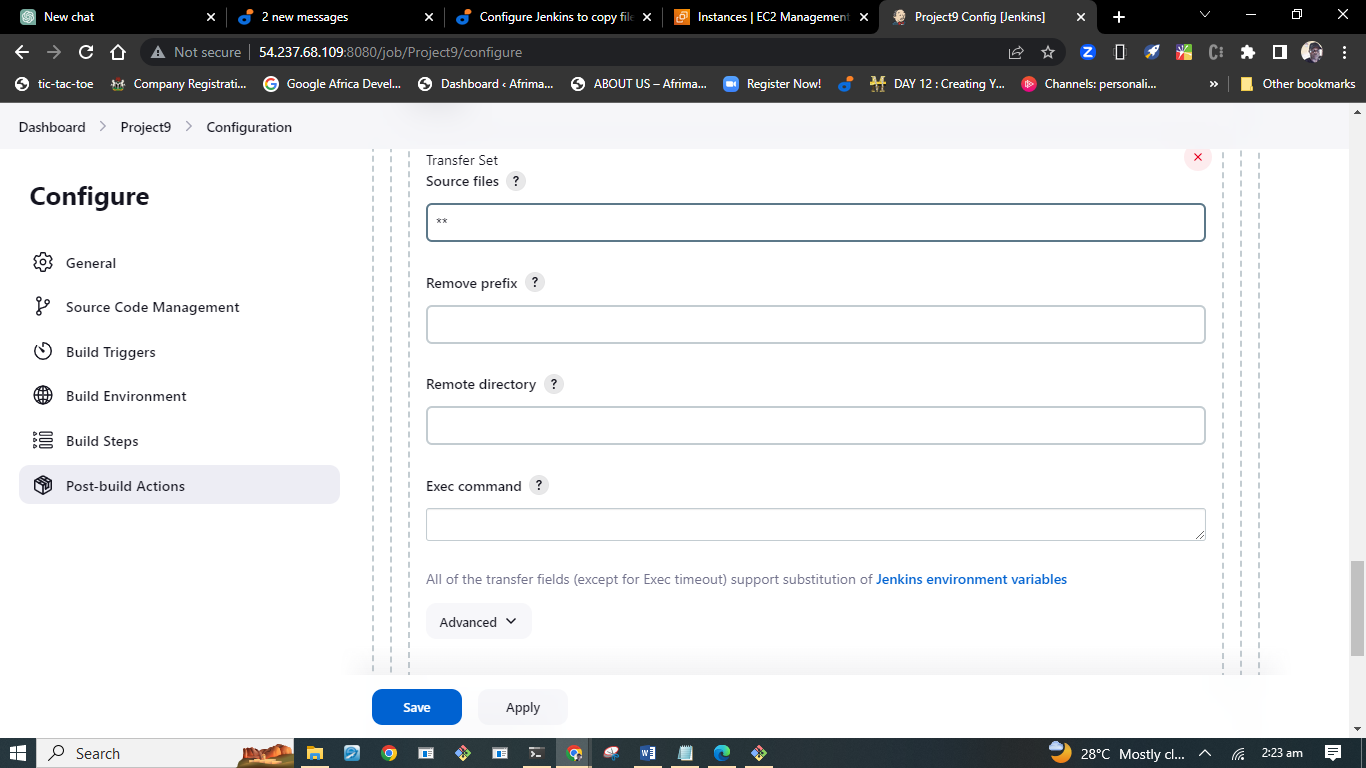 New chat
2 new messages
Configure Jenkins to copy file
Instances | EC2 Management
Project9 Config [Jenkins]
Not secure 54.237.68.109:8080/job/Project9/configure
tic-tac-toe
Company Registrati...
Google Africa Devel...
Dashboard ‹ Afrima...
ABOUT US – Afrima...
Register Now!
DAY 12 : Creating Y...
Channels: personali...
»
Other bookmarks
Dashboard > Project9 > Configuration
Configure
General
Source Code Management
Build Triggers
Build Environment
Build Steps
Post-build Actions
Transfer Set
Source files ?
**
Remove prefix ?
Remote directory ?
Exec command ?
All of the transfer fields (except for Exec timeout) support substitution of Jenkins environment variables
Advanced
Save
Apply
Search
28°C Mostly cl...
2:23 am